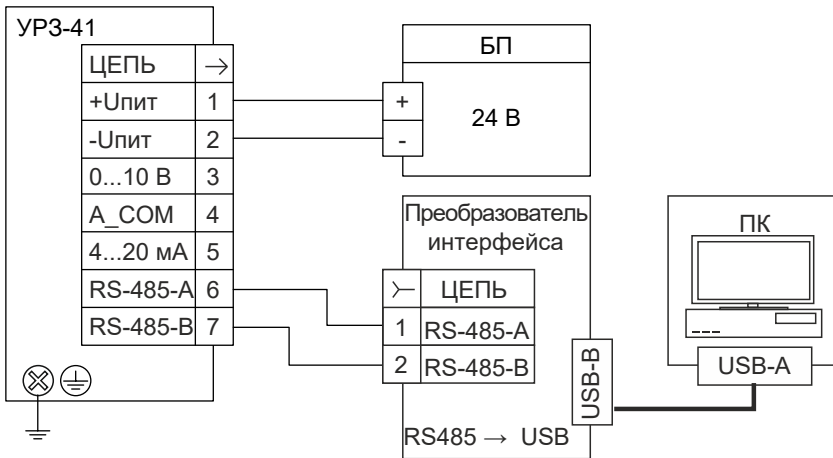 УРЗ-41
ЦЕПЬ →
+Uпит 1
-Uпит 2
0...10 В 3
A_COM 4
4...20 мА 5
RS-485-A 6
RS-485-B 7
БП
+
24 В
-
Преобразователь
интерфейса
ЦЕПЬ
1 RS-485-A
2 RS-485-B
USB-B
RS485 → USB
ПК
USB-A